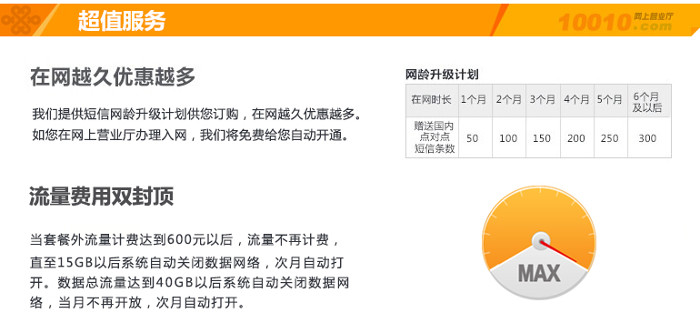 超值服务
10010.com
网上营业厅
在网越久优惠越多
我们提供短信网龄升级计划供您订购，在网越久优惠越多。
如您在网上营业厅办理入网，我们将免费给您自动开通。
网龄升级计划
在网时长 1个月 2个月 3个月 4个月 5个月 6个月及以后
赠送国内点对点短信条数 50 100 150 200 250 300
流量费用双封顶
当套餐外流量计费达到600元以后，流量不再计费，
直至15GB以后系统自动关闭数据网络，次月自动打
开。数据总流量达到40GB以后系统自动关闭数据网
络，当月不再开放，次月自动打开。
MAX